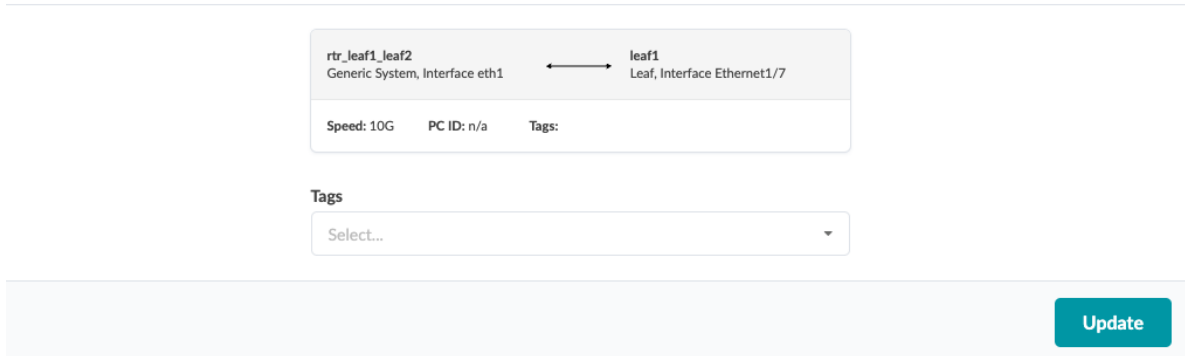 rtr_leaf1_leaf2
Generic System, Interface eth1
leaf1
Leaf, Interface Ethernet1/7
Speed: 10G PC ID: n/a Tags:
Tags
Select...
Update